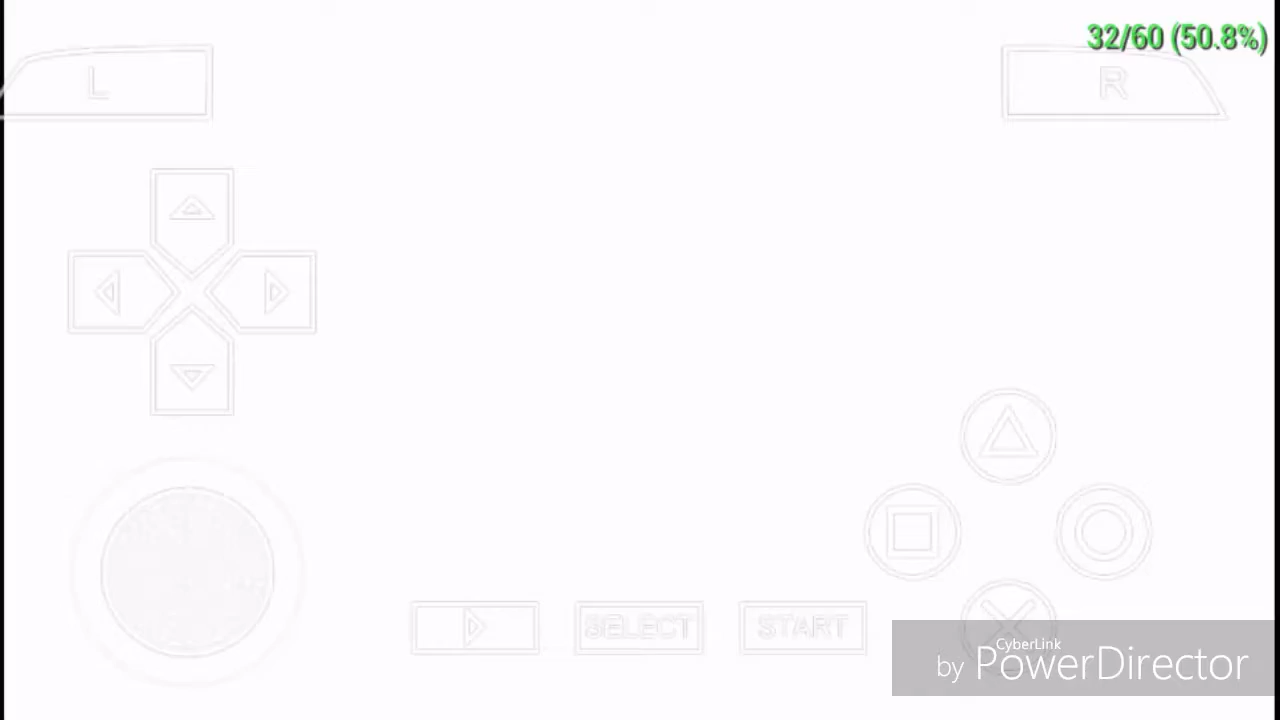 32/60 (50.8%)
L
R
SELECT
START
CyberLink
by PowerDirector